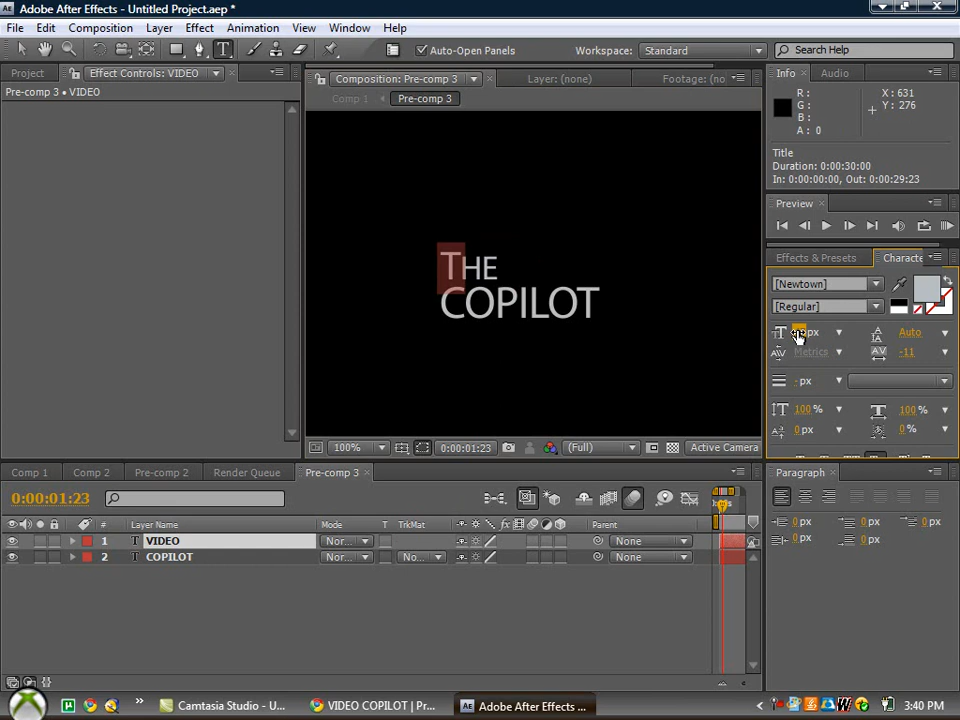 Adobe After Effects - Untitled Project.aep *
File Edit Composition Layer Effect Animation View Window Help
Auto-Open Panels Workspace: Standard Search Help
Project Effect Controls: VIDEO
Pre-comp 3 • VIDEO
Composition: Pre-comp 3 Layer: (none) Footage: (no
Comp 1 Pre-comp 3
Info Audio
R : X : 631
G : Y : 276
B :
A : 0
Title
Duration: 0:00:30:00
In: 0:00:00:00, Out: 0:00:29:23
Preview
Effects & Presets Characte
[Newtown]
[Regular]
px Auto
Metrics -11
- px
100 % 100 %
0 px 0 %
THE
COPILOT
100% 0:00:01:23 (Full) Active Camera
Comp 1 Comp 2 Pre-comp 2 Render Queue Pre-comp 3
0:00:01:23
# Layer Name Mode T TrkMat Parent
1 T VIDEO Nor... None
2 T COPILOT Nor... No... None
Paragraph
0 px 0 px 0 px
0 px 0 px
Camtasia Studio - U... VIDEO COPILOT | Pr... Adobe After Effects ... 3:40 PM